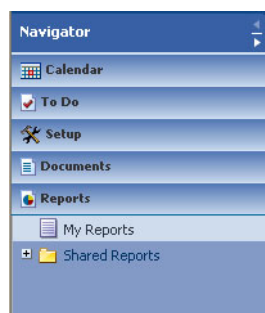 Navigator
Calendar
To Do
Setup
Documents
Reports
My Reports
Shared Reports